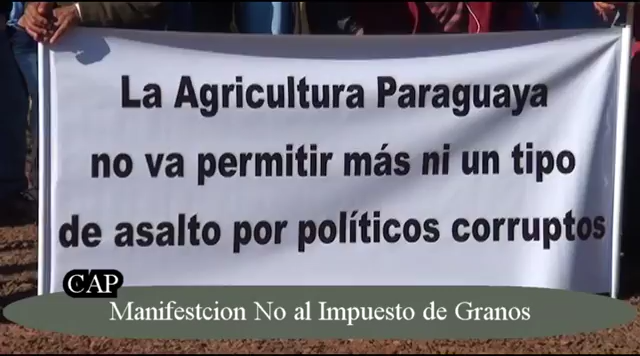 La Agricultura Paraguaya
no va permitir más ni un tipo
de asalto por políticos corruptos
CAP
Manifestcion No al Impuesto de Granos